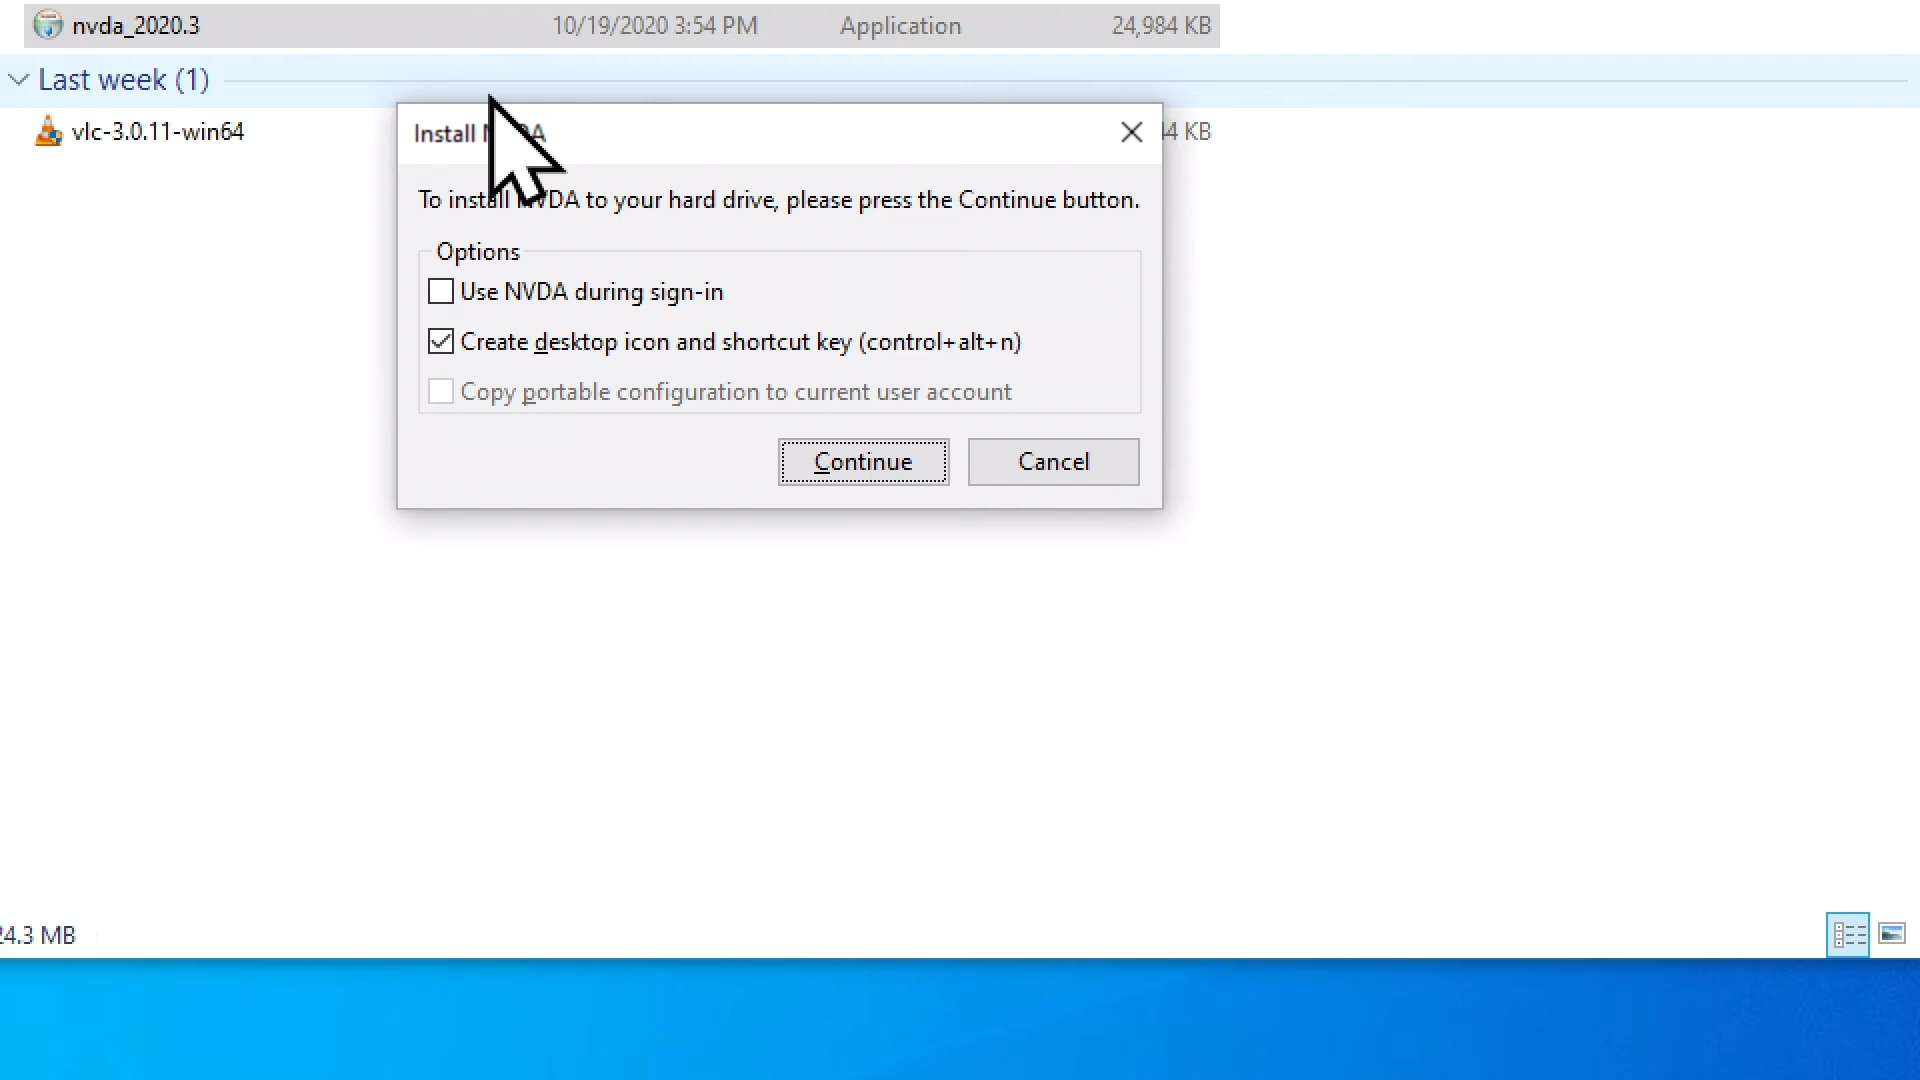 nvda_2020.3 10/19/2020 3:54 PM Application 24,984 KB
Last week (1)
vlc-3.0.11-win64 KB
Install
To install NVDA to your hard drive, please press the Continue button.
Options
Use NVDA during sign-in
Create desktop icon and shortcut key (control+alt+n)
Copy portable configuration to current user account
Continue Cancel
24.3 MB